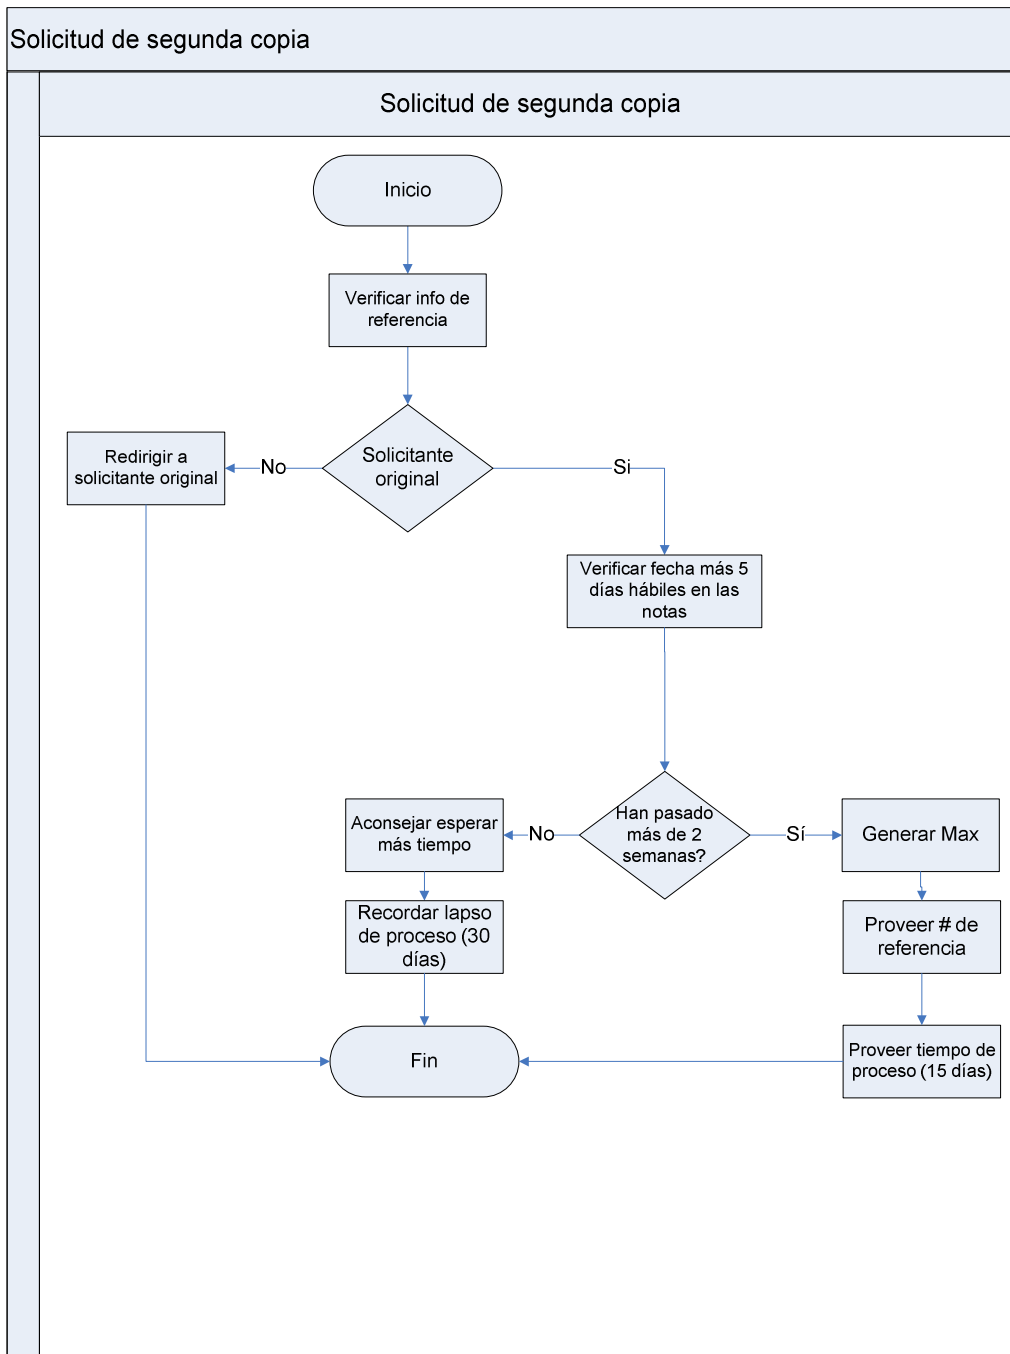 Solicitud de segunda copia
Solicitud de segunda copia
Inicio
Verificar info de
referencia
Solicitante
original
No
Si
Redirigir a
solicitante original
Verificar fecha más 5
días hábiles en las
notas
Han pasado
más de 2
semanas?
No
Sí
Aconsejar esperar
más tiempo
Generar Max
Recordar lapso
de proceso (30
días)
Proveer # de
referencia
Fin
Proveer tiempo de
proceso (15 días)